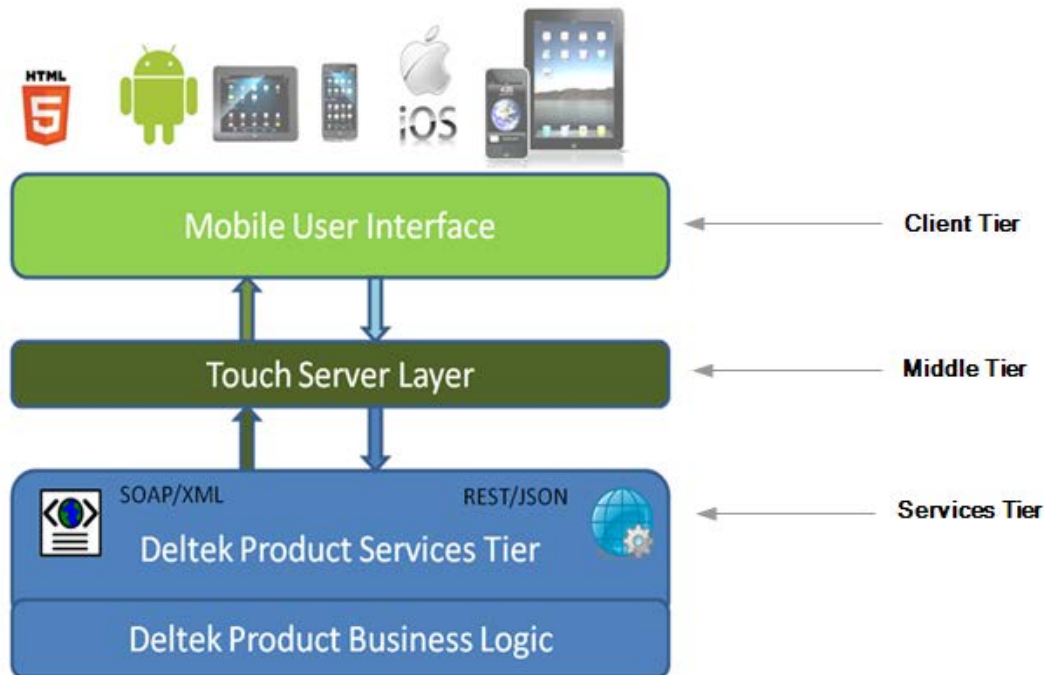 HTML
5
iOS
Mobile User Interface
Client Tier
Touch Server Layer
Middle Tier
SOAP/XML
REST/JSON
Deltek Product Services Tier
Services Tier
Deltek Product Business Logic